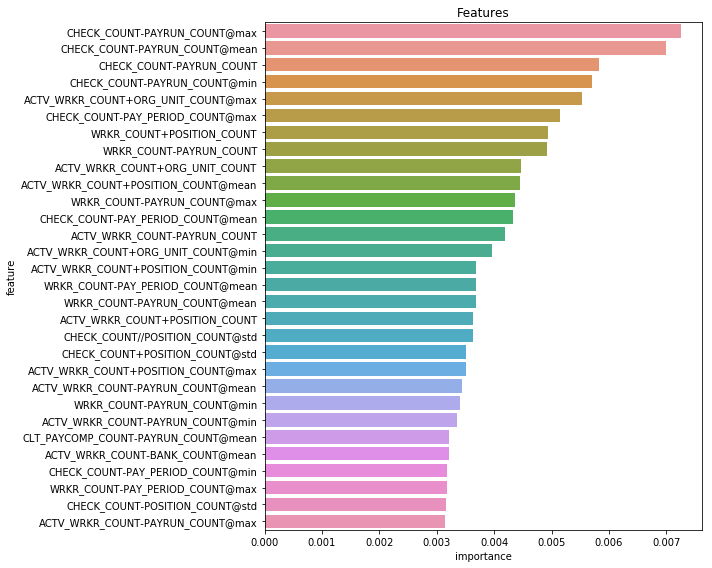 Features
feature
CHECK_COUNT-PAYRUN_COUNT@max
CHECK_COUNT-PAYRUN_COUNT@mean
CHECK_COUNT-PAYRUN_COUNT
CHECK_COUNT-PAYRUN_COUNT@min
ACTV_WRKR_COUNT+ORG_UNIT_COUNT@max
CHECK_COUNT-PAY_PERIOD_COUNT@max
WRKR_COUNT+POSITION_COUNT
WRKR_COUNT-PAYRUN_COUNT
ACTV_WRKR_COUNT+ORG_UNIT_COUNT
ACTV_WRKR_COUNT+POSITION_COUNT@mean
WRKR_COUNT-PAYRUN_COUNT@max
CHECK_COUNT-PAY_PERIOD_COUNT@mean
ACTV_WRKR_COUNT-PAYRUN_COUNT
ACTV_WRKR_COUNT+ORG_UNIT_COUNT@min
ACTV_WRKR_COUNT+POSITION_COUNT@min
WRKR_COUNT-PAY_PERIOD_COUNT@mean
WRKR_COUNT-PAYRUN_COUNT@mean
ACTV_WRKR_COUNT+POSITION_COUNT
CHECK_COUNT//POSITION_COUNT@std
CHECK_COUNT+POSITION_COUNT@std
ACTV_WRKR_COUNT+POSITION_COUNT@max
ACTV_WRKR_COUNT-PAYRUN_COUNT@mean
WRKR_COUNT-PAYRUN_COUNT@min
ACTV_WRKR_COUNT-PAYRUN_COUNT@min
CLT_PAYCOMP_COUNT-PAYRUN_COUNT@mean
ACTV_WRKR_COUNT-BANK_COUNT@mean
CHECK_COUNT-PAY_PERIOD_COUNT@min
WRKR_COUNT-PAY_PERIOD_COUNT@max
CHECK_COUNT-POSITION_COUNT@std
ACTV_WRKR_COUNT-PAYRUN_COUNT@max
0.000 0.001 0.002 0.003 0.004 0.005 0.006 0.007
importance